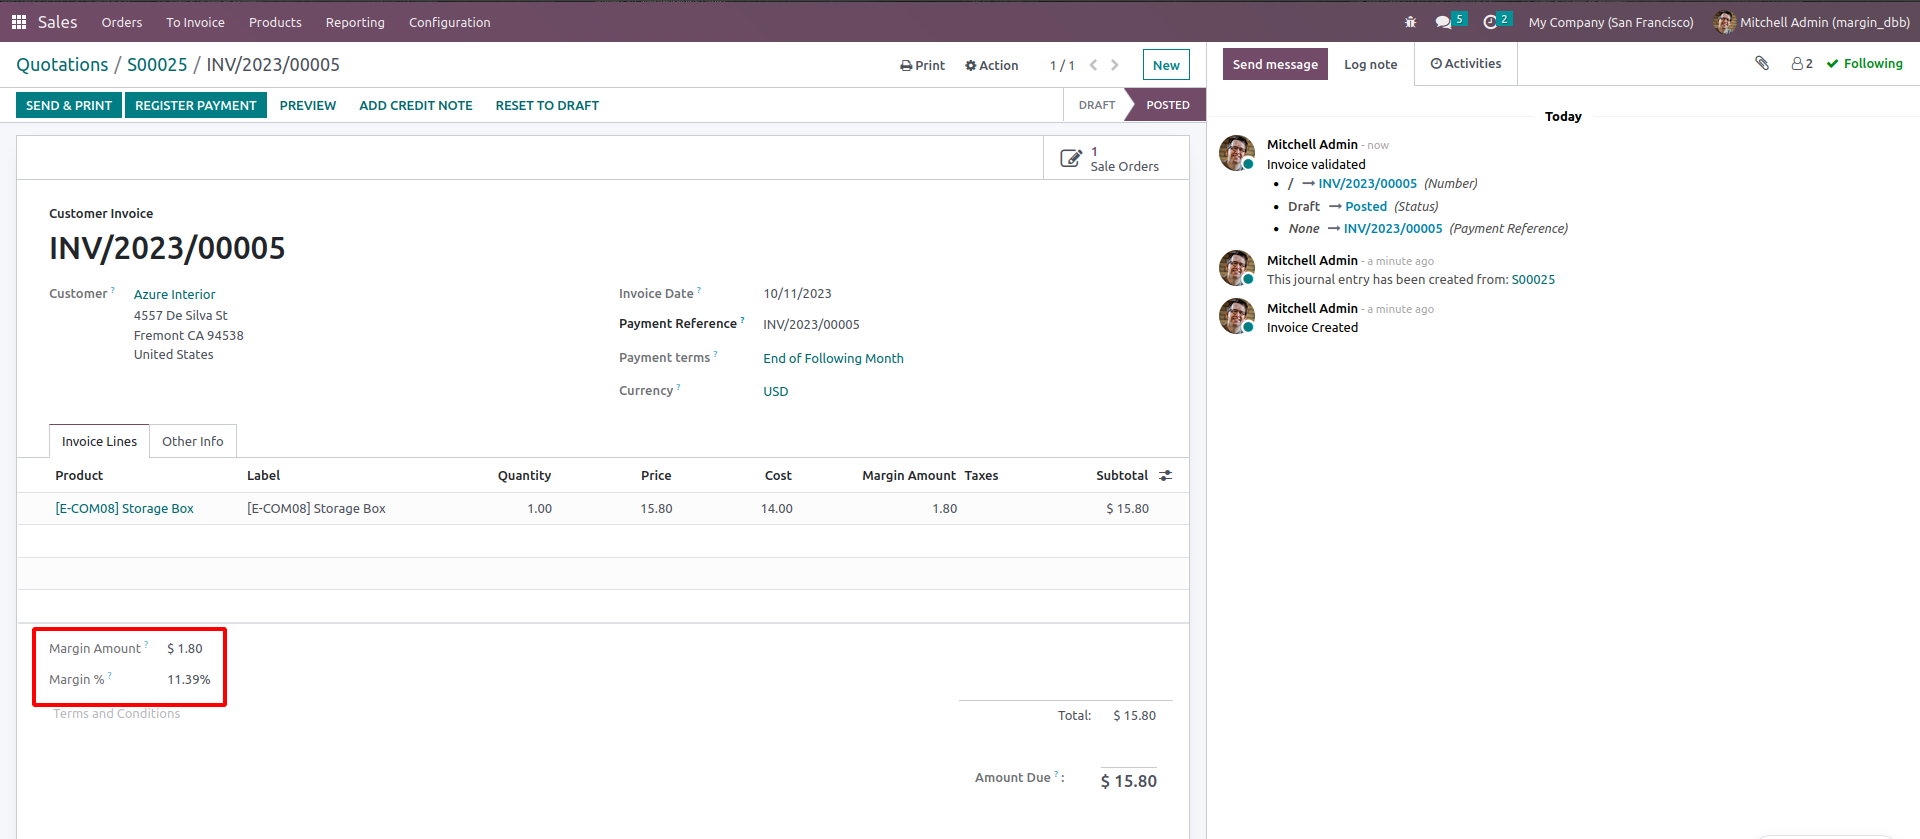 Sales Orders To Invoice Products Reporting Configuration 5 2 My Company (San Francisco) Mitchell Admin (margin_dbb)
Quotations / S00025 / INV/2023/00005 Print Action 1 / 1 New
SEND & PRINT REGISTER PAYMENT PREVIEW ADD CREDIT NOTE RESET TO DRAFT DRAFT POSTED
1
Sale Orders
Customer Invoice
INV/2023/00005
Customer ? Azure Interior
4557 De Silva St
Fremont CA 94538
United States
Invoice Date ? 10/11/2023
Payment Reference ? INV/2023/00005
Payment terms ? End of Following Month
Currency ? USD
Invoice Lines Other Info
Product Label Quantity Price Cost Margin Amount Taxes Subtotal
[E-COM08] Storage Box [E-COM08] Storage Box 1.00 15.80 14.00 1.80 $ 15.80
Margin Amount ? $ 1.80
Margin % ? 11.39%
Terms and Conditions
Total: $ 15.80
Amount Due ? : $ 15.80
Send message Log note Activities 2 Following
Today
Mitchell Admin - now
Invoice validated
• / → INV/2023/00005 (Number)
• Draft → Posted (Status)
• None → INV/2023/00005 (Payment Reference)
Mitchell Admin - a minute ago
This journal entry has been created from: S00025
Mitchell Admin - a minute ago
Invoice Created